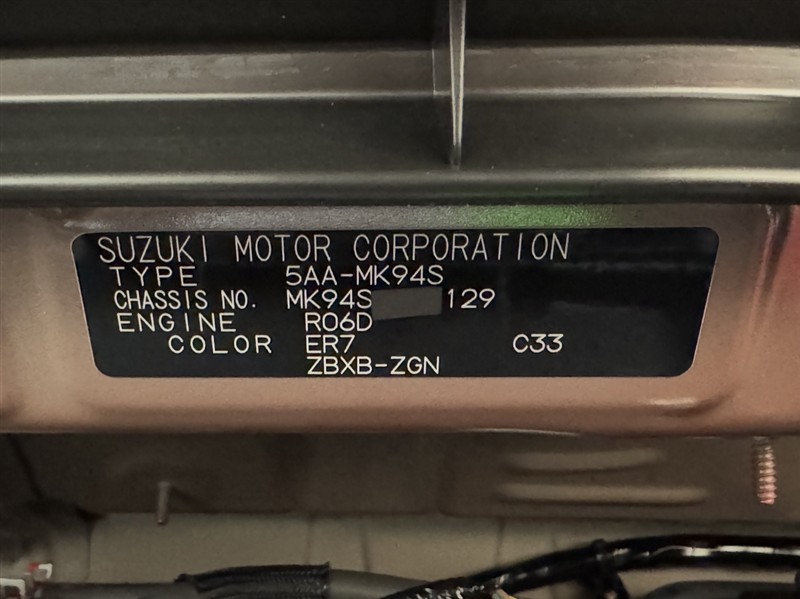 SUZUKI MOTOR CORPORATION
TYPE 5AA-MK94S
CHASSIS NO. MK94S 129
ENGINE R06D
COLOR ER7 C33
ZBXB-ZGN